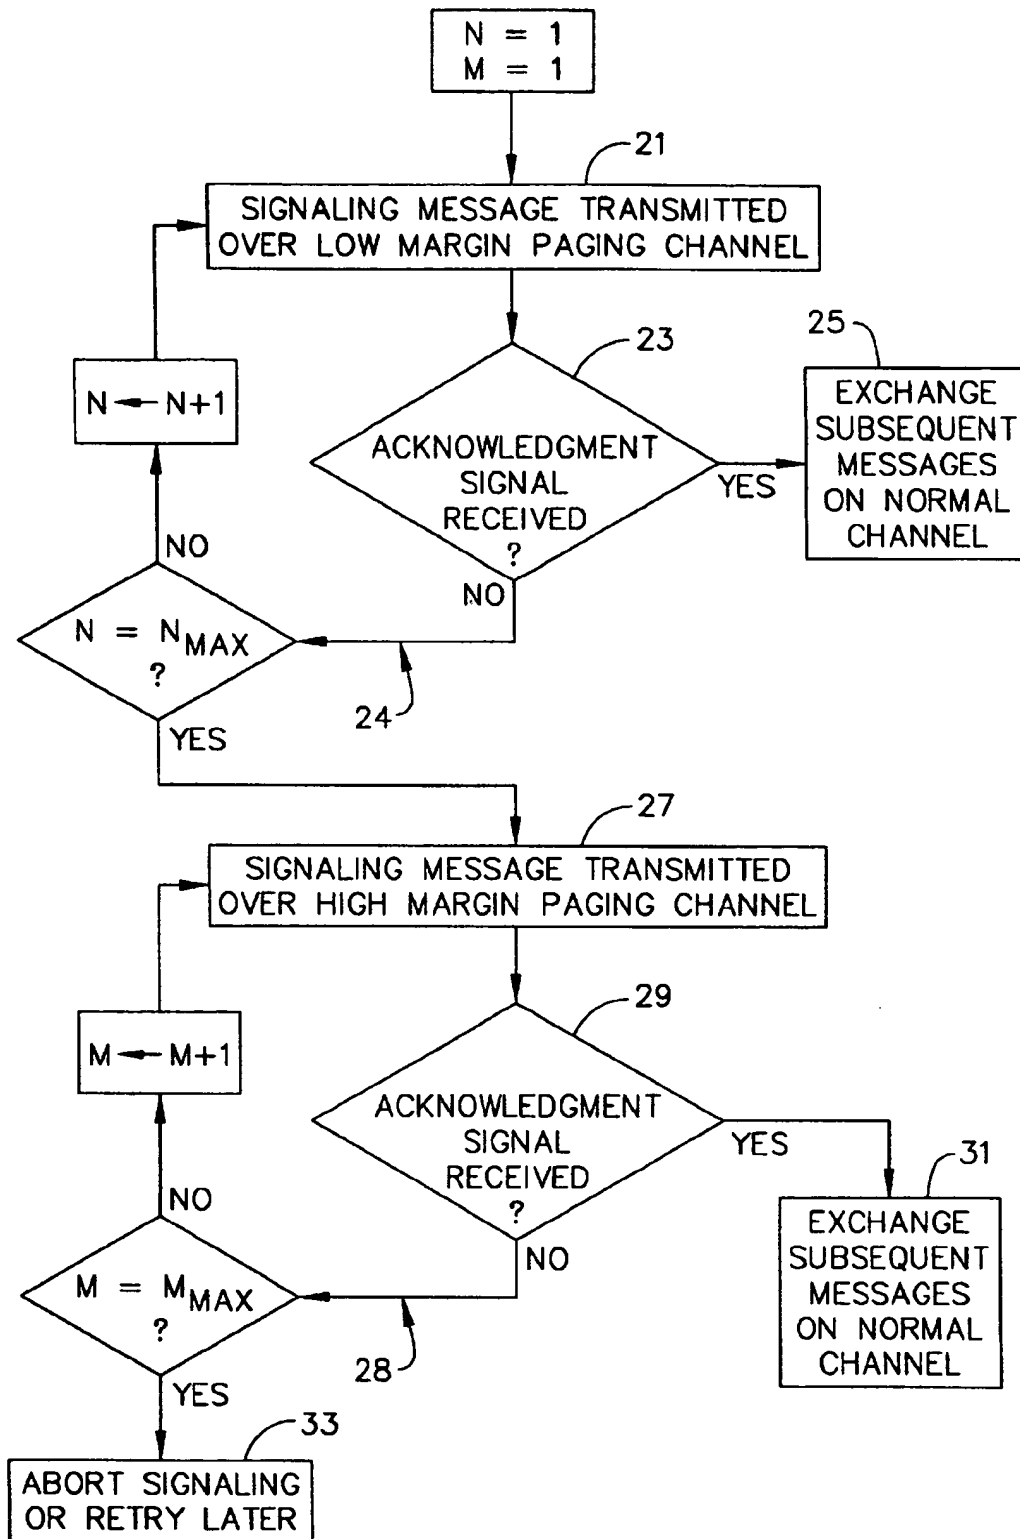 N = 1
M = 1
21
SIGNALING MESSAGE TRANSMITTED
OVER LOW MARGIN PAGING CHANNEL
23
25
N ← N+1
ACKNOWLEDGMENT
SIGNAL
RECEIVED
?
YES
EXCHANGE
SUBSEQUENT
MESSAGES
ON NORMAL
CHANNEL
NO
NO
N = NMAX
?
24
YES
27
SIGNALING MESSAGE TRANSMITTED
OVER HIGH MARGIN PAGING CHANNEL
29
M ← M+1
ACKNOWLEDGMENT
SIGNAL
RECEIVED
?
YES
31
EXCHANGE
SUBSEQUENT
MESSAGES
ON NORMAL
CHANNEL
NO
NO
M = MMAX
?
28
YES
33
ABORT SIGNALING
OR RETRY LATER